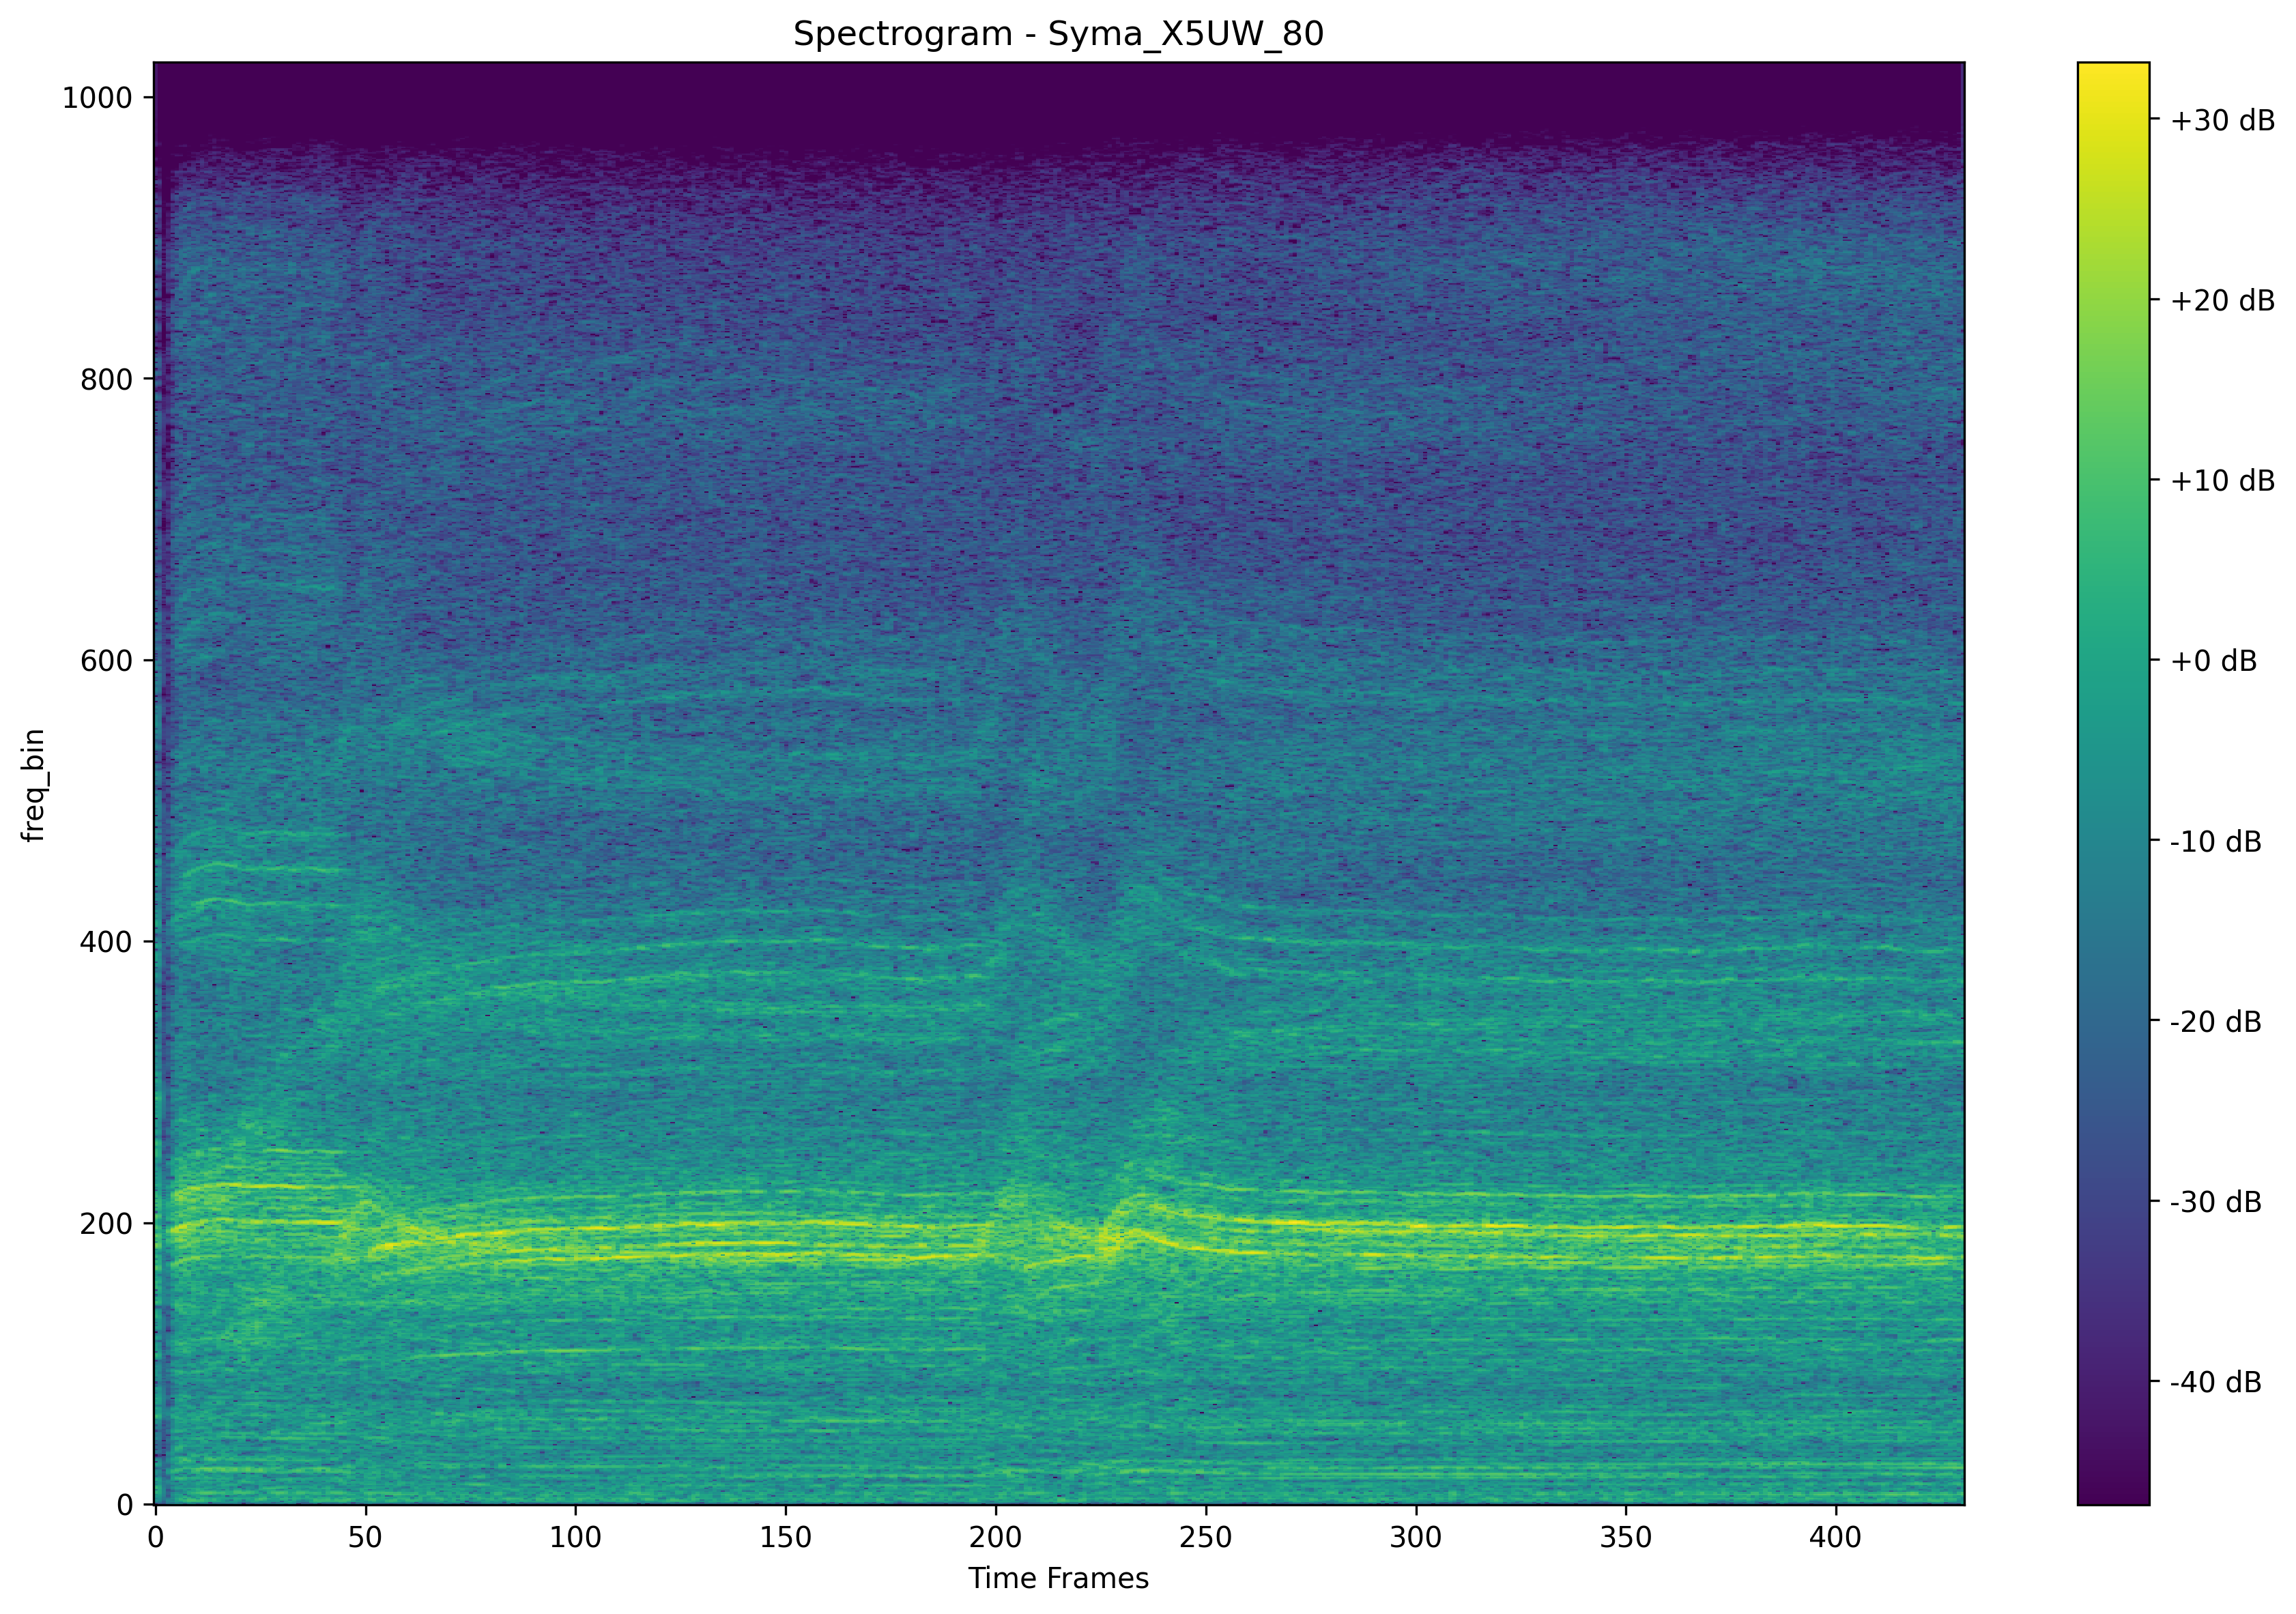 Spectrogram - Syma_X5UW_80
freq_bin
1000
800
600
400
200
0
0 50 100 150 200 250 300 350 400
Time Frames
+30 dB
+20 dB
+10 dB
+0 dB
-10 dB
-20 dB
-30 dB
-40 dB